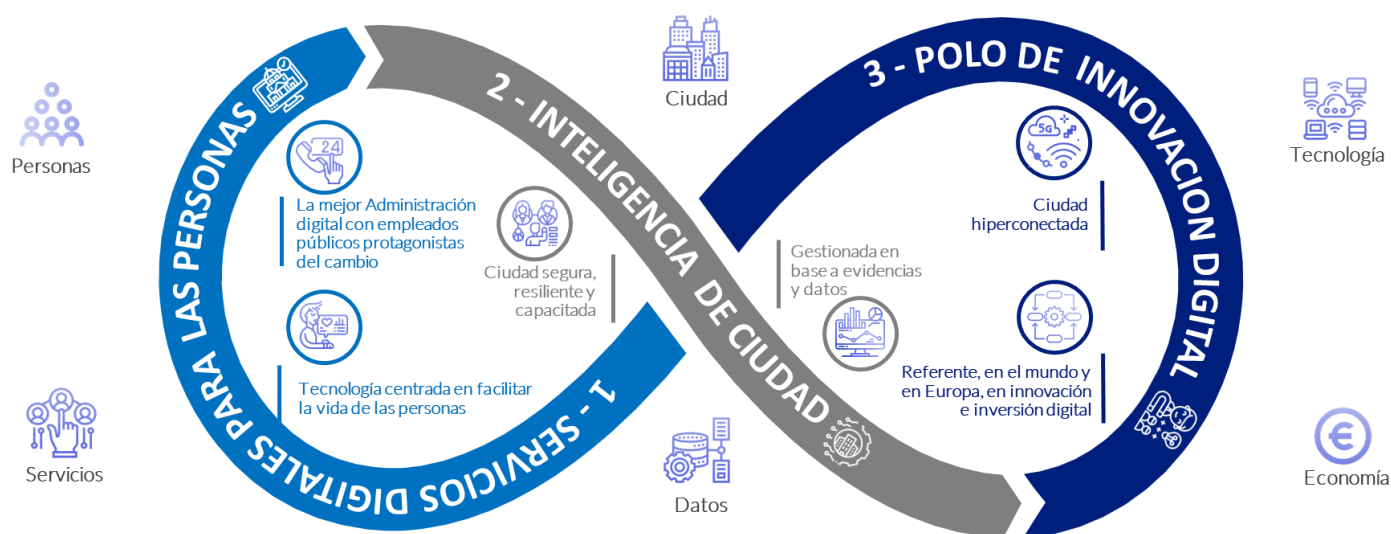 Personas
Servicios
1 - SERVICIOS DIGITALES PARA LAS PERSONAS
24
La mejor Administración
digital con empleados
públicos protagonistas
del cambio
Tecnología centrada en facilitar
la vida de las personas
2 - INTELIGENCIA DE CIUDAD
Ciudad segura,
resiliente y
capacitada
Gestionada en
base a evidencias
y datos
Ciudad
Datos
3 - POLO DE INNOVACION DIGITAL
5G
Ciudad
hiperconectada
Referente, en el mundo y
en Europa, en innovación
e inversión digital
Tecnología
€
Economía